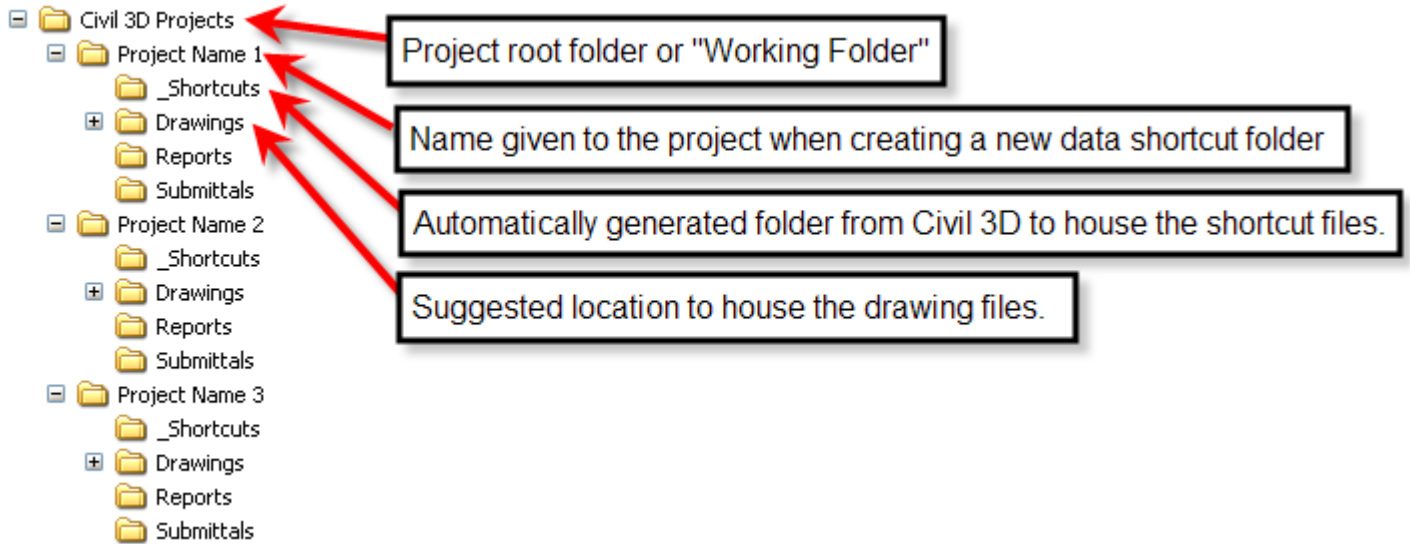 Civil 3D Projects
Project root folder or "Working Folder"
Project Name 1
_Shortcuts
Name given to the project when creating a new data shortcut folder
Drawings
Reports
Submittals
Automatically generated folder from Civil 3D to house the shortcut files.
Project Name 2
_Shortcuts
Drawings
Suggested location to house the drawing files.
Reports
Submittals
Project Name 3
_Shortcuts
Drawings
Reports
Submittals